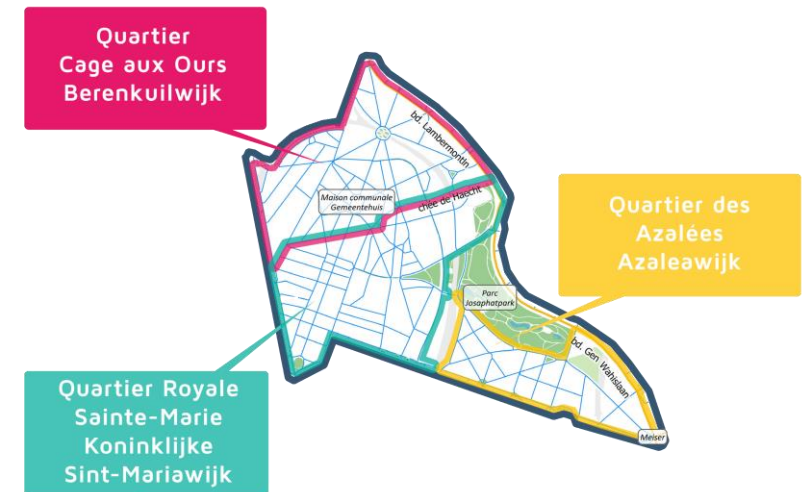 Quartier
Cage aux Ours
Berenkuilwijk
bd. Lambermontln
Maison communale
Gemeentehuis
chée de Haecht
Quartier des
Azalées
Azaleawijk
Parc
Josaphatpark
bd. Gen Wahislaan
Meiser
Quartier Royale
Sainte-Marie
Koninklijke
Sint-Mariawijk